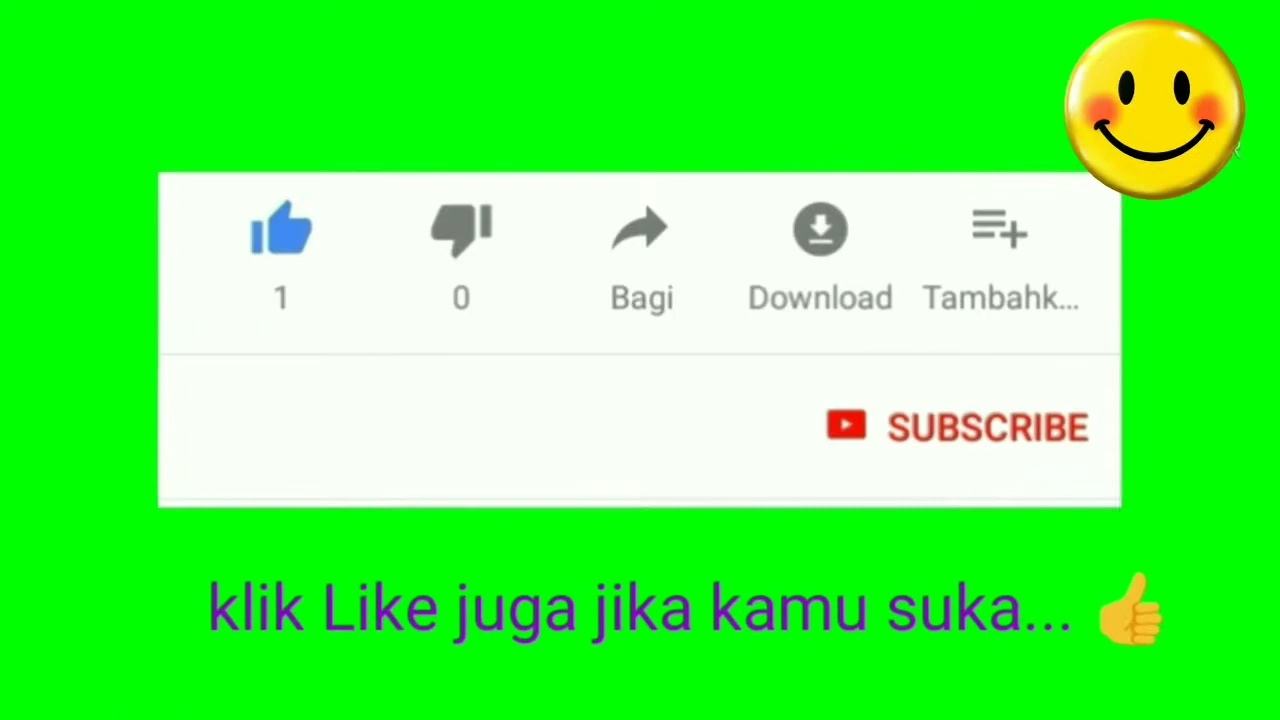 1 0 Bagi Download Tambahk...
SUBSCRIBE
klik Like juga jika kamu suka... 👍